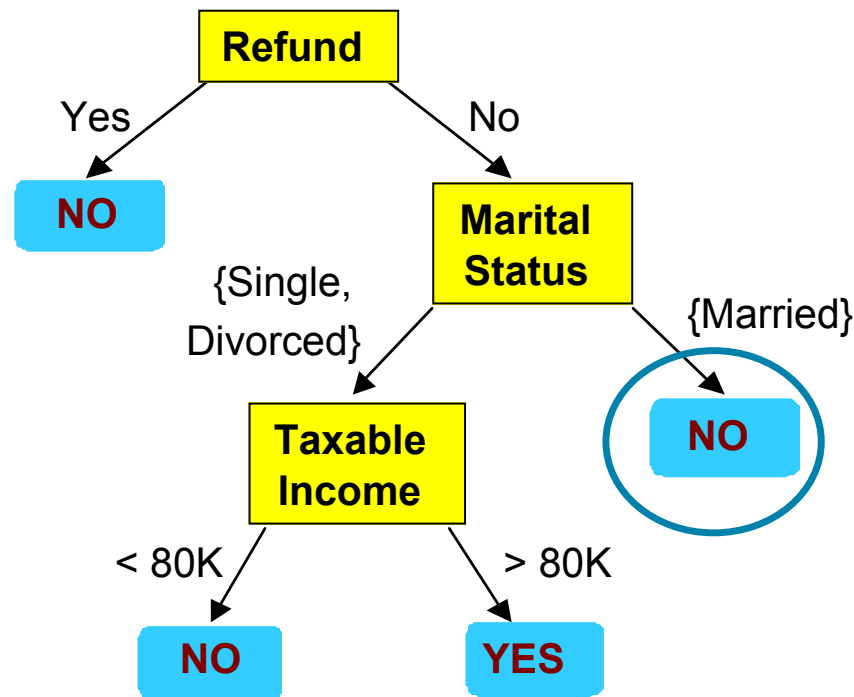 Refund
Yes
No
NO
Marital
Status
{Single,
Divorced}
{Married}
Taxable
Income
NO
< 80K
> 80K
NO
YES